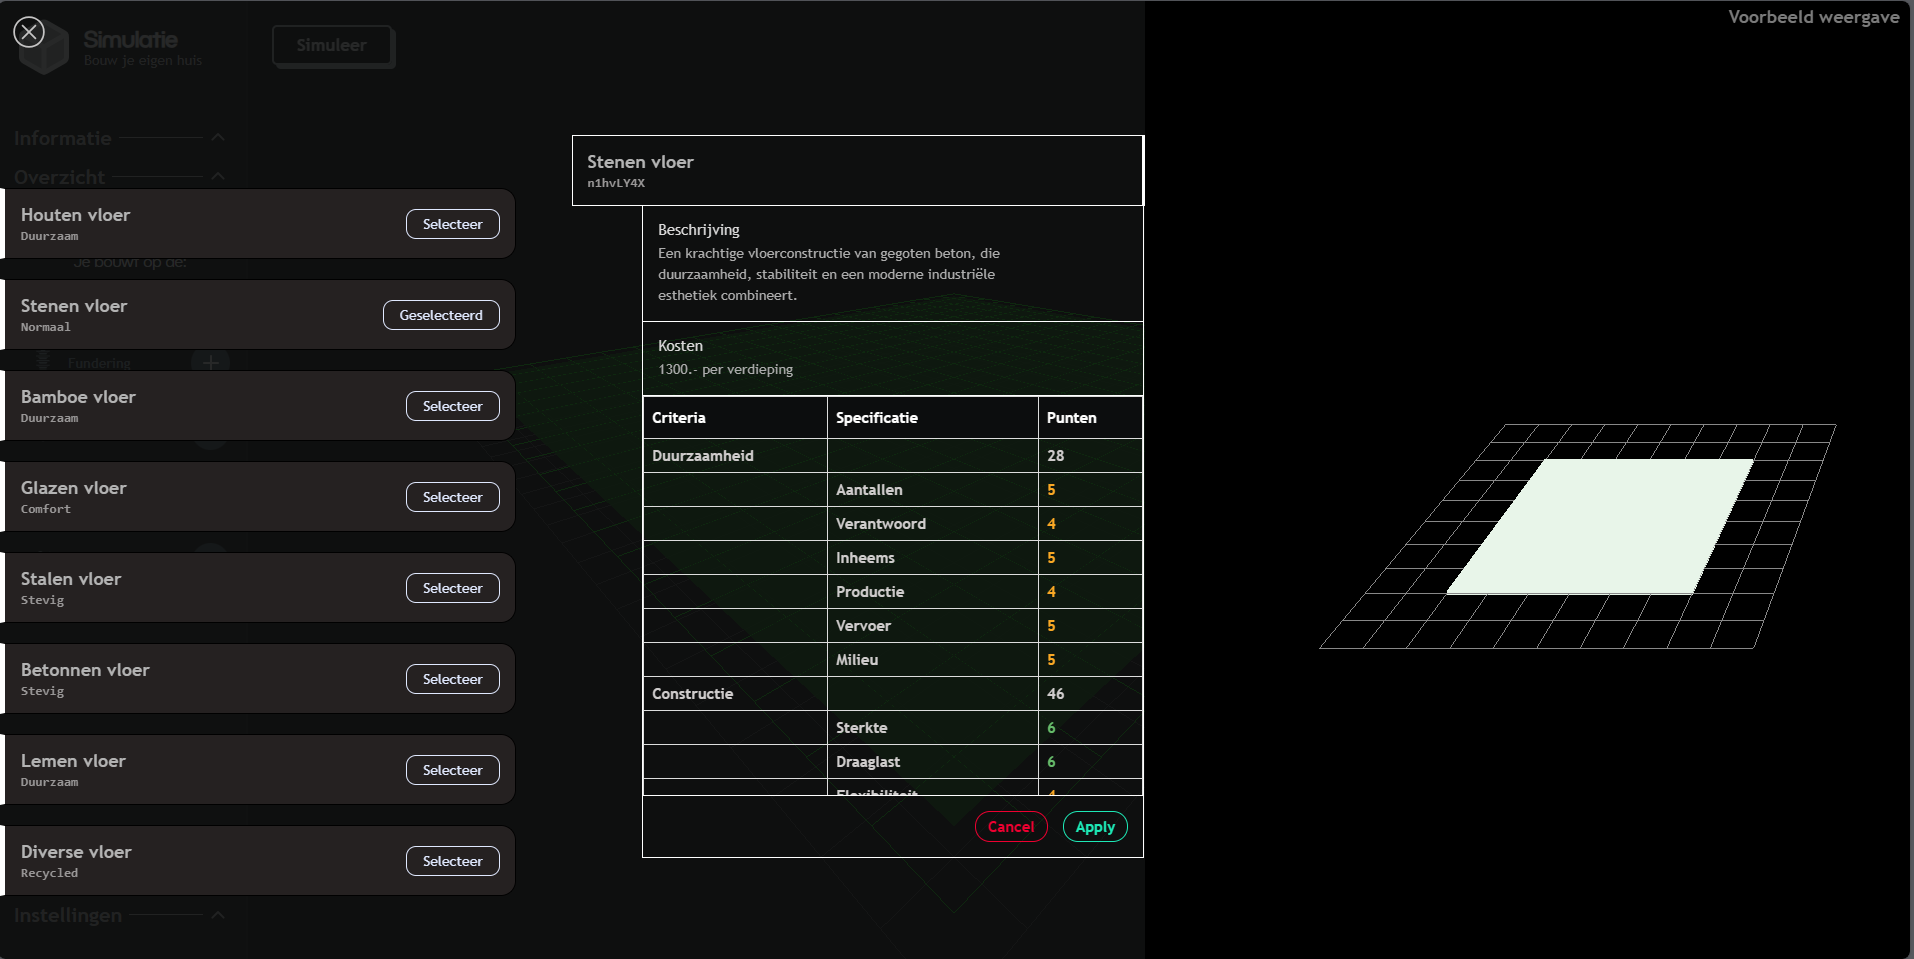 Voorbeeld weergave
Simulatie
Bouw je eigen huis
Simuleer
Informatie
Overzicht
Houten vloer
Duurzaam
Selecteer
Je bouwt op de:
Stenen vloer
Normaal
Geselecteerd
Fundering
Bamboe vloer
Duurzaam
Selecteer
Glazen vloer
Comfort
Selecteer
Stalen vloer
Stevig
Selecteer
Betonnen vloer
Stevig
Selecteer
Lemen vloer
Duurzaam
Selecteer
Diverse vloer
Recycled
Selecteer
Instellingen
Stenen vloer
n1hvLY4X
Beschrijving
Een krachtige vloerconstructie van gegoten beton, die
duurzaamheid, stabiliteit en een moderne industriële
esthetiek combineert.
Kosten
1300.- per verdieping
Criteria Specificatie Punten
Duurzaamheid 28
Aantallen 5
Verantwoord 4
Inheems 5
Productie 4
Vervoer 5
Milieu 5
Constructie 46
Sterkte 6
Draaglast 6
Flexibiliteit 4
Cancel Apply